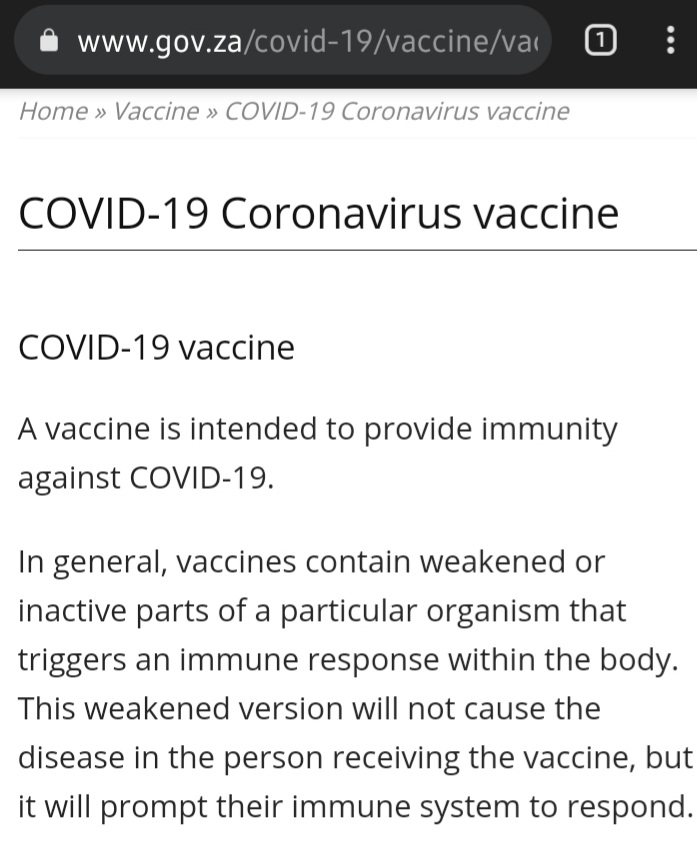 www.gov.za/covid-19/vaccine/va
1
Home » Vaccine » COVID-19 Coronavirus vaccine
COVID-19 Coronavirus vaccine
COVID-19 vaccine
A vaccine is intended to provide immunity
against COVID-19.
In general, vaccines contain weakened or
inactive parts of a particular organism that
triggers an immune response within the body.
This weakened version will not cause the
disease in the person receiving the vaccine, but
it will prompt their immune system to respond.